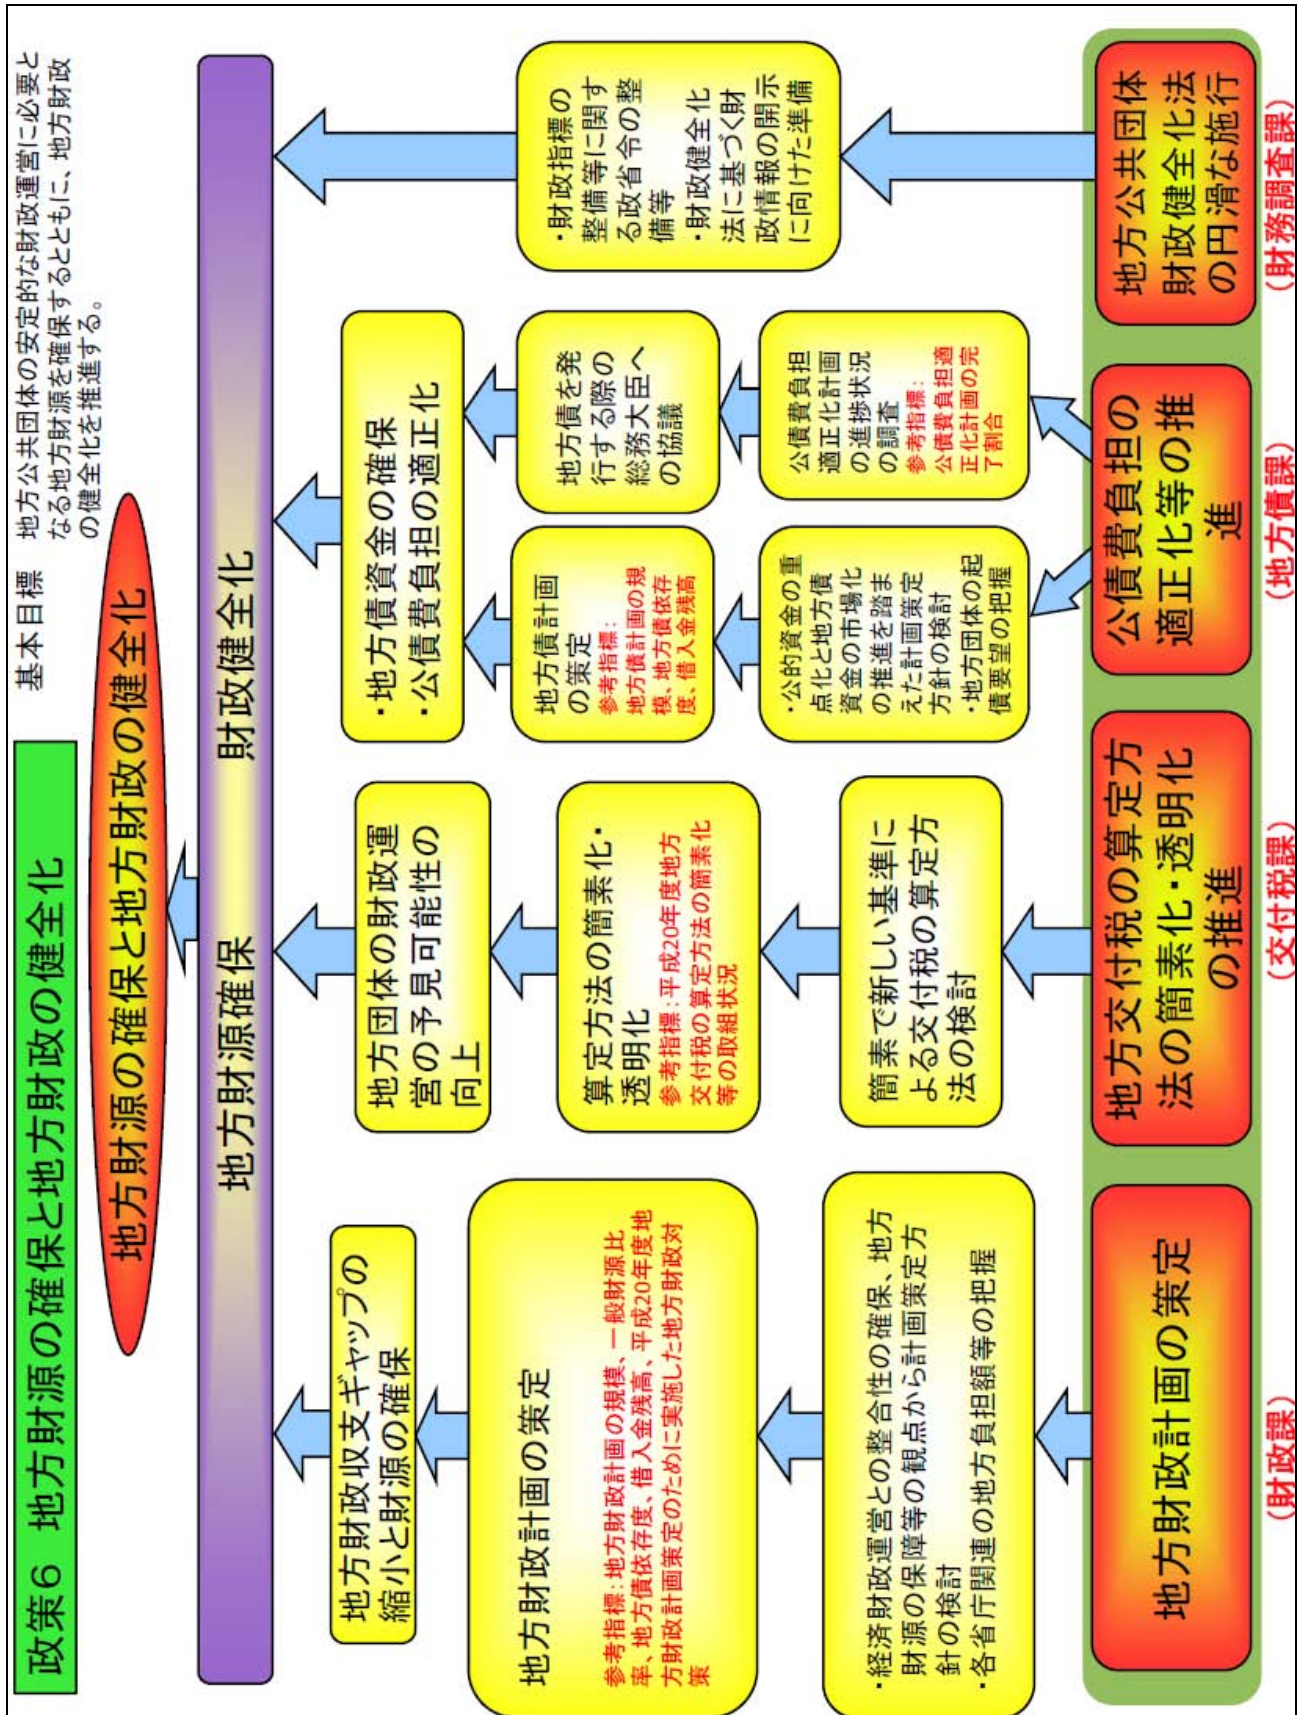 政策6 地方財源の確保と地方財政の健全化
基本目標 地方公共団体の安定的な財政運営に必要と
なる地方財源を確保するとともに、地方財政
の健全化を推進する。
地方財源の確保と地方財政の健全化
地方財源確保 財政健全化
地方財政収支ギャップの
縮小と財源の確保
地方財政計画の策定
参考指標:地方財政計画の規模、一般財源比
率、地方債依存度、借入金残高、平成20年度地
方財政計画策定のために実施した地方財政対
策
・経済財政運営との整合性の確保、地方
財源の保障等の観点から計画策定方
針の検討
・各省庁関連の地方負担額等の把握
地方財政計画の策定
(財政課)
地方団体の財政運
営の予見可能性の
向上
算定方法の簡素化・
透明化
参考指標:平成20年度地方
交付税の算定方法の簡素化
等の取組状況
簡素で新しい基準に
よる交付税の算定方
法の検討
地方交付税の算定方
法の簡素化・透明化
の推進
(交付税課)
・地方債資金の確保
・公債費負担の適正化
地方債計画
の策定
参考指標:
地方債計画の規
模、地方債依存
度、借入金残高
・公的資金の重
点化と地方債
資金の市場化
の推進を踏ま
えた計画策定
方針の検討
・地方団体の起
債要望の把握
地方債を発
行する際の
総務大臣へ
の協議
公債費負担
適正化計画
の進捗状況
の調査
参考指標:
公債費負担適
正化計画の完
了割合
公債費負担の
適正化等の推
進
(地方債課)
・財政指標の
整備等に関す
る政省令の整
備等
・財政健全化
法に基づく財
政情報の開示
に向けた準備
地方公共団体
財政健全化法
の円滑な施行
(財務調査課)